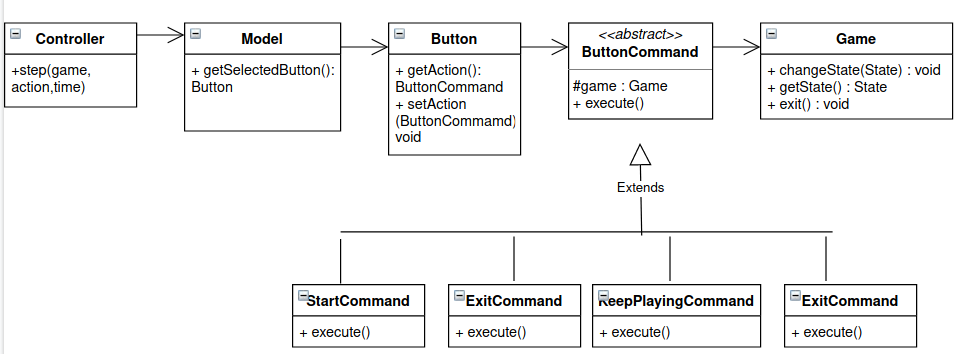 Controller
+step(game,
action,time)
Model
+ getSelectedButton():
Button
Button
+ getAction():
ButtonCommand
+ setAction
(ButtonCommamd)
void
<<abstract>>
ButtonCommand
#game : Game
+ execute()
Game
+ changeState(State) : void
+ getState() : State
+ exit() : void
Extends
StartCommand
+ execute()
ExitCommand
+ execute()
KeepPlayingCommand
+ execute()
ExitCommand
+ execute()